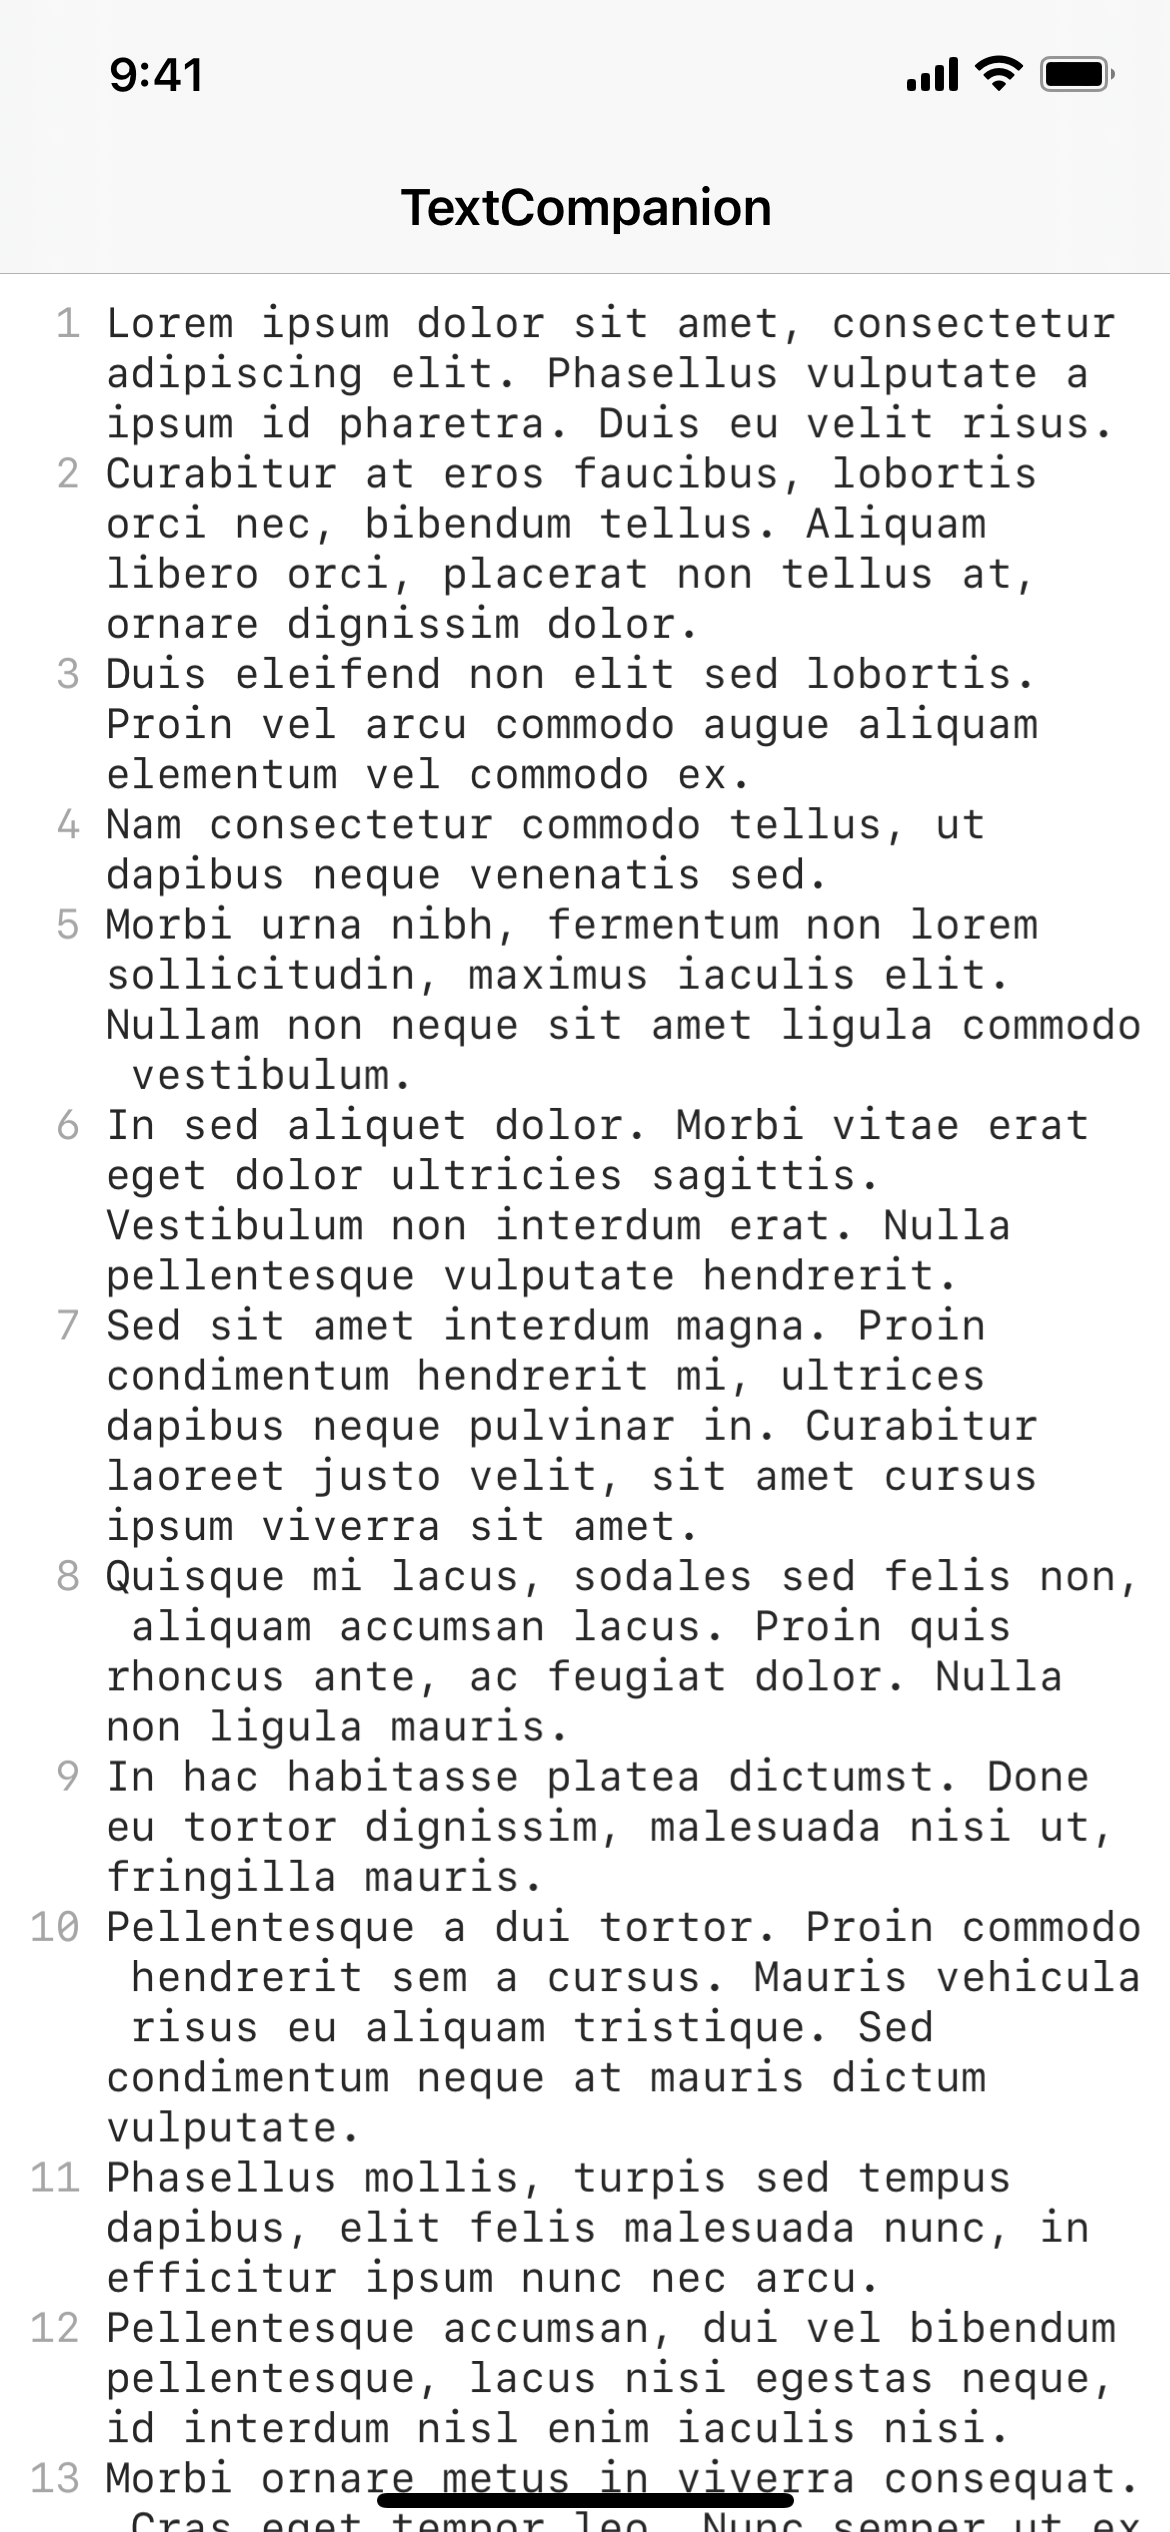 9:41
TextCompanion
1 Lorem ipsum dolor sit amet, consectetur
adipiscing elit. Phasellus vulputate a
ipsum id pharetra. Duis eu velit risus.
2 Curabitur at eros faucibus, lobortis
orci nec, bibendum tellus. Aliquam
libero orci, placerat non tellus at,
ornare dignissim dolor.
3 Duis eleifend non elit sed lobortis.
Proin vel arcu commodo augue aliquam
elementum vel commodo ex.
4 Nam consectetur commodo tellus, ut
dapibus neque venenatis sed.
5 Morbi urna nibh, fermentum non lorem
sollicitudin, maximus iaculis elit.
Nullam non neque sit amet ligula commodo
vestibulum.
6 In sed aliquet dolor. Morbi vitae erat
eget dolor ultricies sagittis.
Vestibulum non interdum erat. Nulla
pellentesque vulputate hendrerit.
7 Sed sit amet interdum magna. Proin
condimentum hendrerit mi, ultrices
dapibus neque pulvinar in. Curabitur
laoreet justo velit, sit amet cursus
ipsum viverra sit amet.
8 Quisque mi lacus, sodales sed felis non,
aliquam accumsan lacus. Proin quis
rhoncus ante, ac feugiat dolor. Nulla
non ligula mauris.
9 In hac habitasse platea dictumst. Done
eu tortor dignissim, malesuada nisi ut,
fringilla mauris.
10 Pellentesque a dui tortor. Proin commodo
hendrerit sem a cursus. Mauris vehicula
risus eu aliquam tristique. Sed
condimentum neque at mauris dictum
vulputate.
11 Phasellus mollis, turpis sed tempus
dapibus, elit felis malesuada nunc, in
efficitur ipsum nunc nec arcu.
12 Pellentesque accumsan, dui vel bibendum
pellentesque, lacus nisi egestas neque,
id interdum nisl enim iaculis nisi.
13 Morbi ornare metus in viverra consequat.
Cras eget tempor leo. Nunc semper ut ex